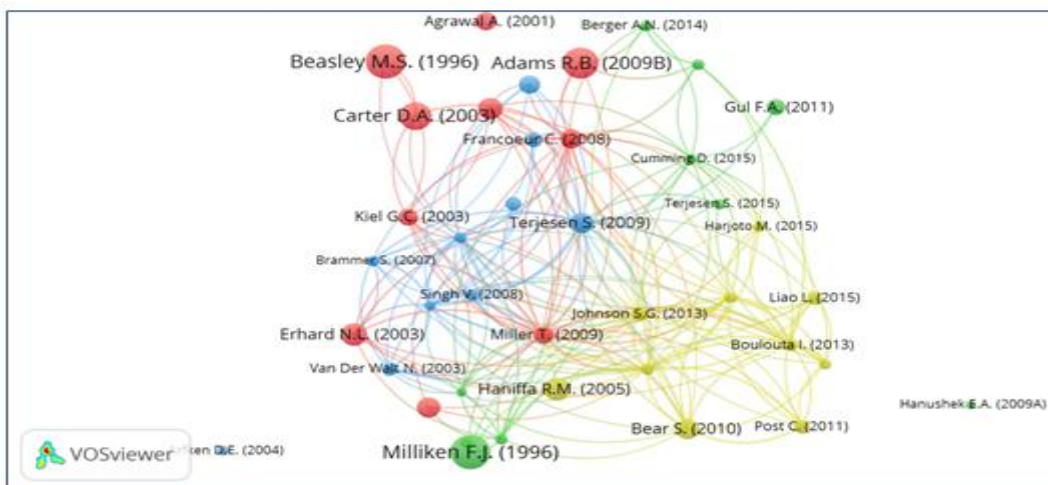 Agrawal A. (2001)
Berger A.N. (2014)
Beasley M.S. (1996)
Adams R.B. (2009B)
Gul F.A. (2011)
Carter D.A. (2003)
Francoeur C. (2008)
Cumming D. (2015)
Terjesen S. (2015)
Kiel G.C. (2003)
Terjesen S. (2009)
Harjoto M. (2015)
Brammer S. (2007)
Singh V. (2008)
Liao L. (2015)
Johnson S.G. (2013)
Erhard N.L. (2003)
Miller T. (2009)
Boulouta I. (2013)
Van Der Walt N. (2003)
Haniffa R.M. (2005)
Hanushek E.A. (2009A)
Bear S. (2010)
Post C. (2011)
Milliken F.J. (1996)
D.E. (2004)
VOSviewer